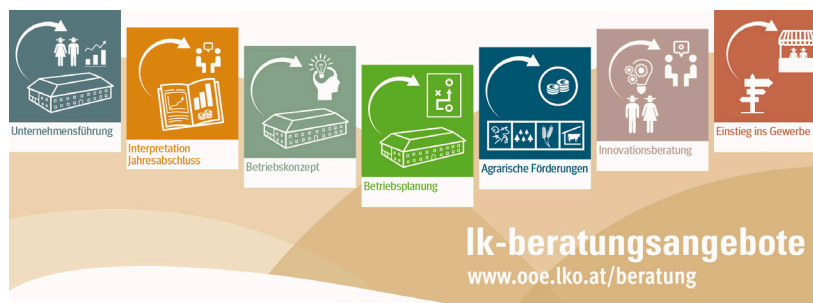 Unternehmensführung
Interpretation
Jahresabschluss
Betriebskonzept
Betriebsplanung
Agrarische Förderungen
Innovationsberatung
Einstieg ins Gewerbe
lk-beratungsangebote
www.ooe.lko.at/beratung